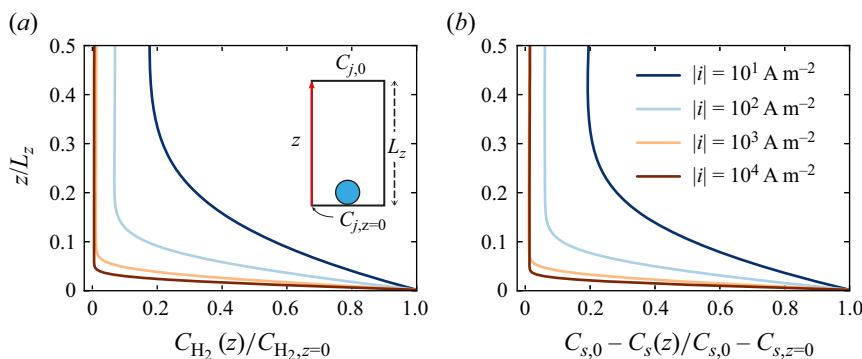 (a)
0.5
0.4
0.3
0.2
0.1
0
z/L_z
0
0.2
0.4
0.6
0.8
1.0
C_{H_2}(z)/C_{H_2,z=0}
C_{j,0}
z
L_z
C_{j,z=0}
(b)
0.5
0.4
0.3
0.2
0.1
0
|i| = 10^1 A m^{–2}
|i| = 10^2 A m^{–2}
|i| = 10^3 A m^{–2}
|i| = 10^4 A m^{–2}
0
0.2
0.4
0.6
0.8
1.0
C_{s,0} – C_s(z)/C_{s,0} – C_{s,z=0}